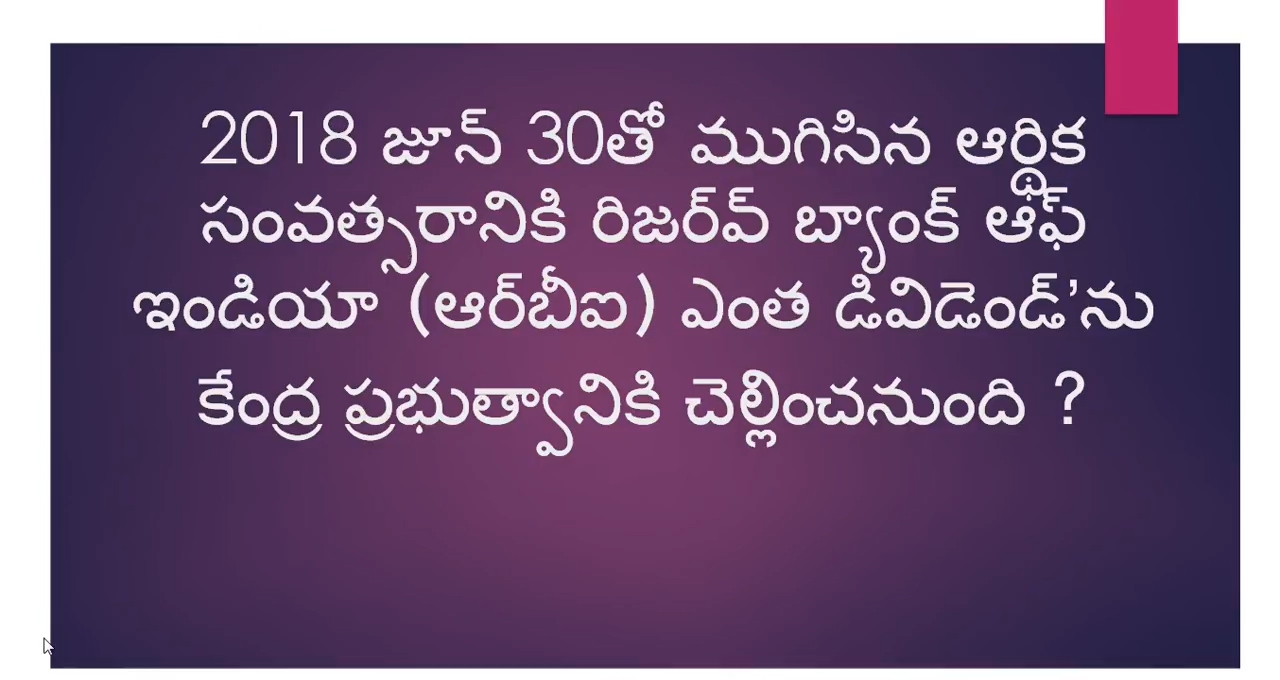 2018 జూన్ 30తో ముగిసిన ఆర్థిక
సంవత్సరానికి రిజర్వ్ బ్యాంక్ ఆఫ్
ఇండియా (ఆర్‌బీఐ) ఎంత డివిడెండ్'ను
కేంద్ర ప్రభుత్వానికి చెల్లించనుంది ?